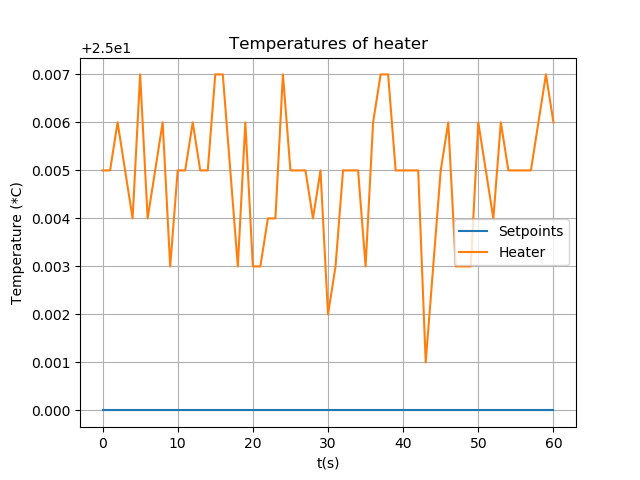 Temperatures of heater
+2.5e1
0.007
0.006
0.005
0.004
0.003
0.002
0.001
0.000
Temperature (*C)
Setpoints
Heater
0 10 20 30 40 50 60
t(s)